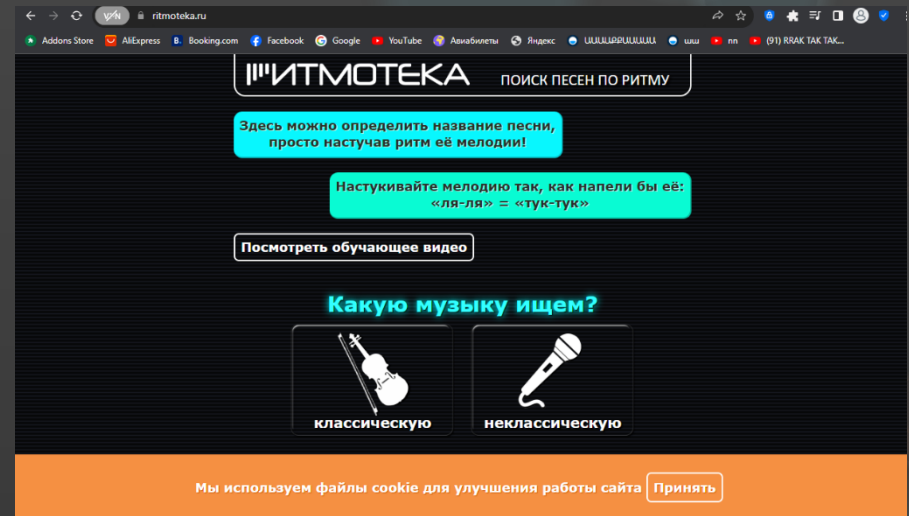 VPN ritmoteka.ru
Addons Store AliExpress B. Booking.com Facebook Google YouTube Авиабилеты Яндекс шш nn (91) RRAK TAK TAK...
РИТМОТЕКА ПОИСК ПЕСЕН ПО РИТМУ
Здесь можно определить название песни,
просто настучав ритм её мелодии!
Настукивайте мелодию так, как напели бы её:
«ля-ля» = «тук-тук»
Посмотреть обучающее видео
Какую музыку ищем?
классическую неклассическую
Мы используем файлы cookie для улучшения работы сайта Принять